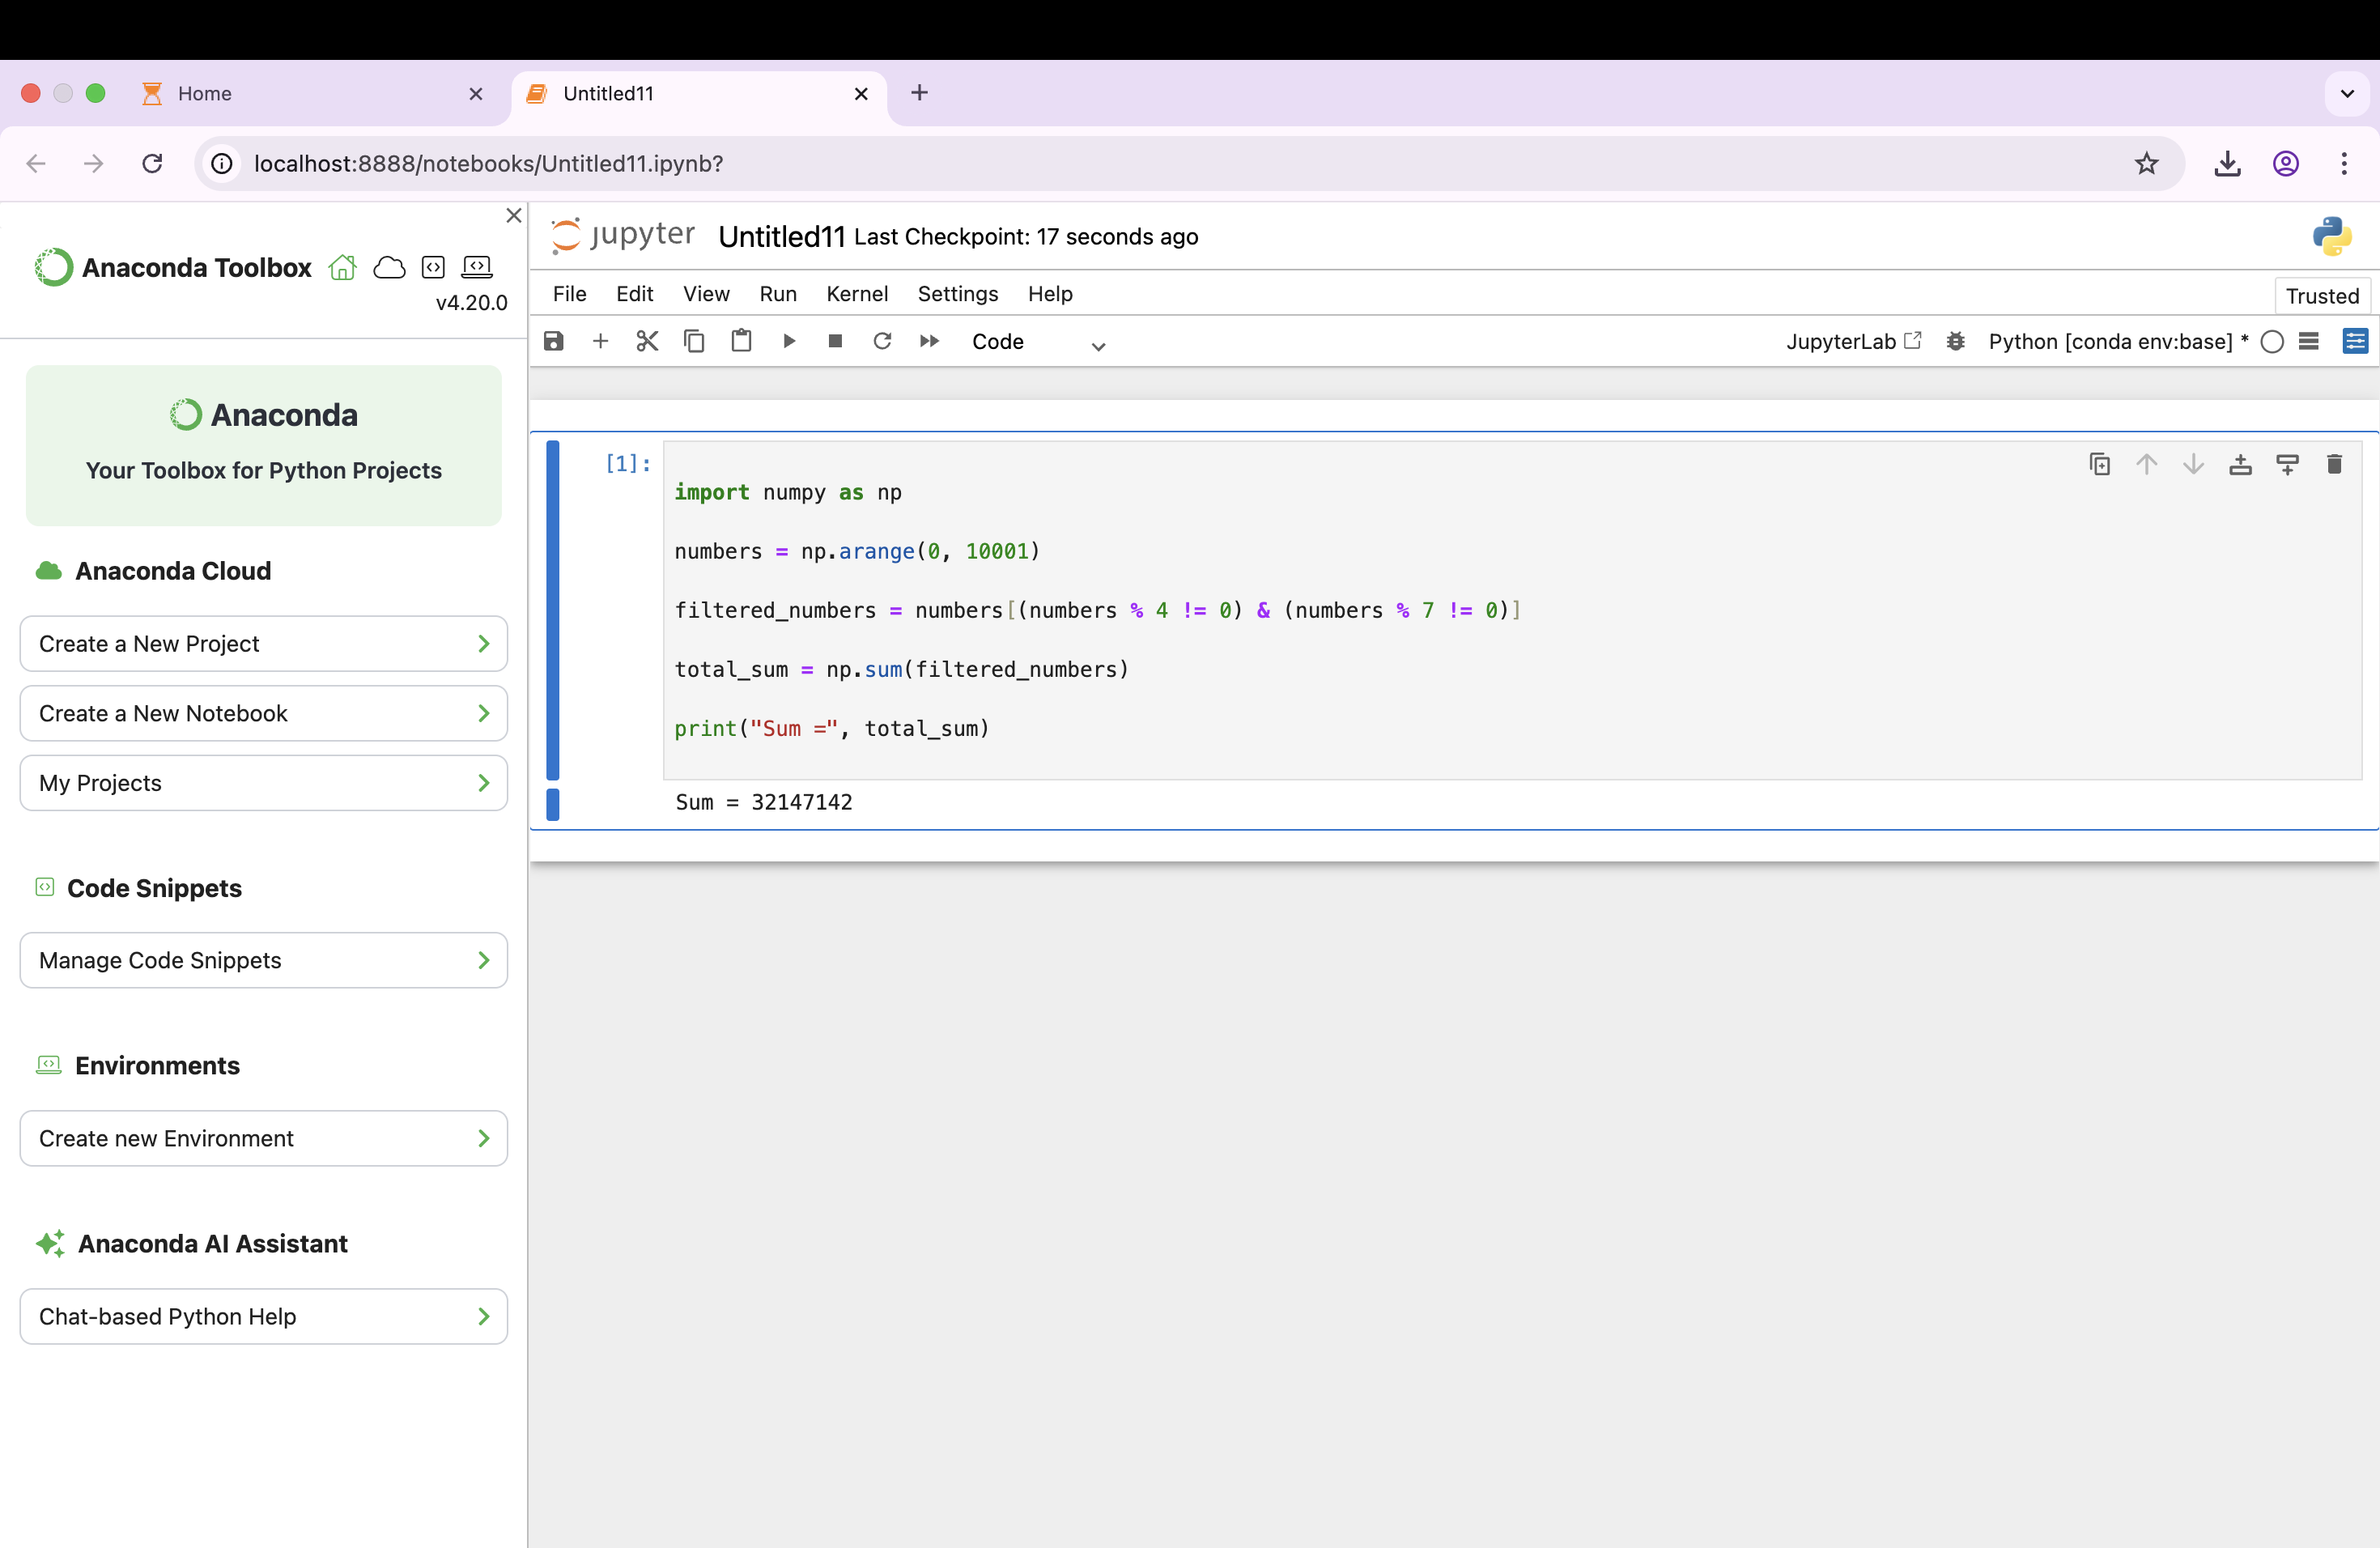 Home
Untitled11
localhost:8888/notebooks/Untitled11.ipynb?
Anaconda Toolbox
v4.20.0
Anaconda
Your Toolbox for Python Projects
Anaconda Cloud
Create a New Project
Create a New Notebook
My Projects
Code Snippets
Manage Code Snippets
Environments
Create new Environment
Anaconda AI Assistant
Chat-based Python Help
jupyter Untitled11 Last Checkpoint: 17 seconds ago
File Edit View Run Kernel Settings Help
Trusted
Code
JupyterLab
Python [conda env:base] *
[1]:
import numpy as np
numbers = np.arange(0, 10001)
filtered_numbers = numbers[(numbers % 4 != 0) & (numbers % 7 != 0)]
total_sum = np.sum(filtered_numbers)
print("Sum =", total_sum)
Sum = 32147142